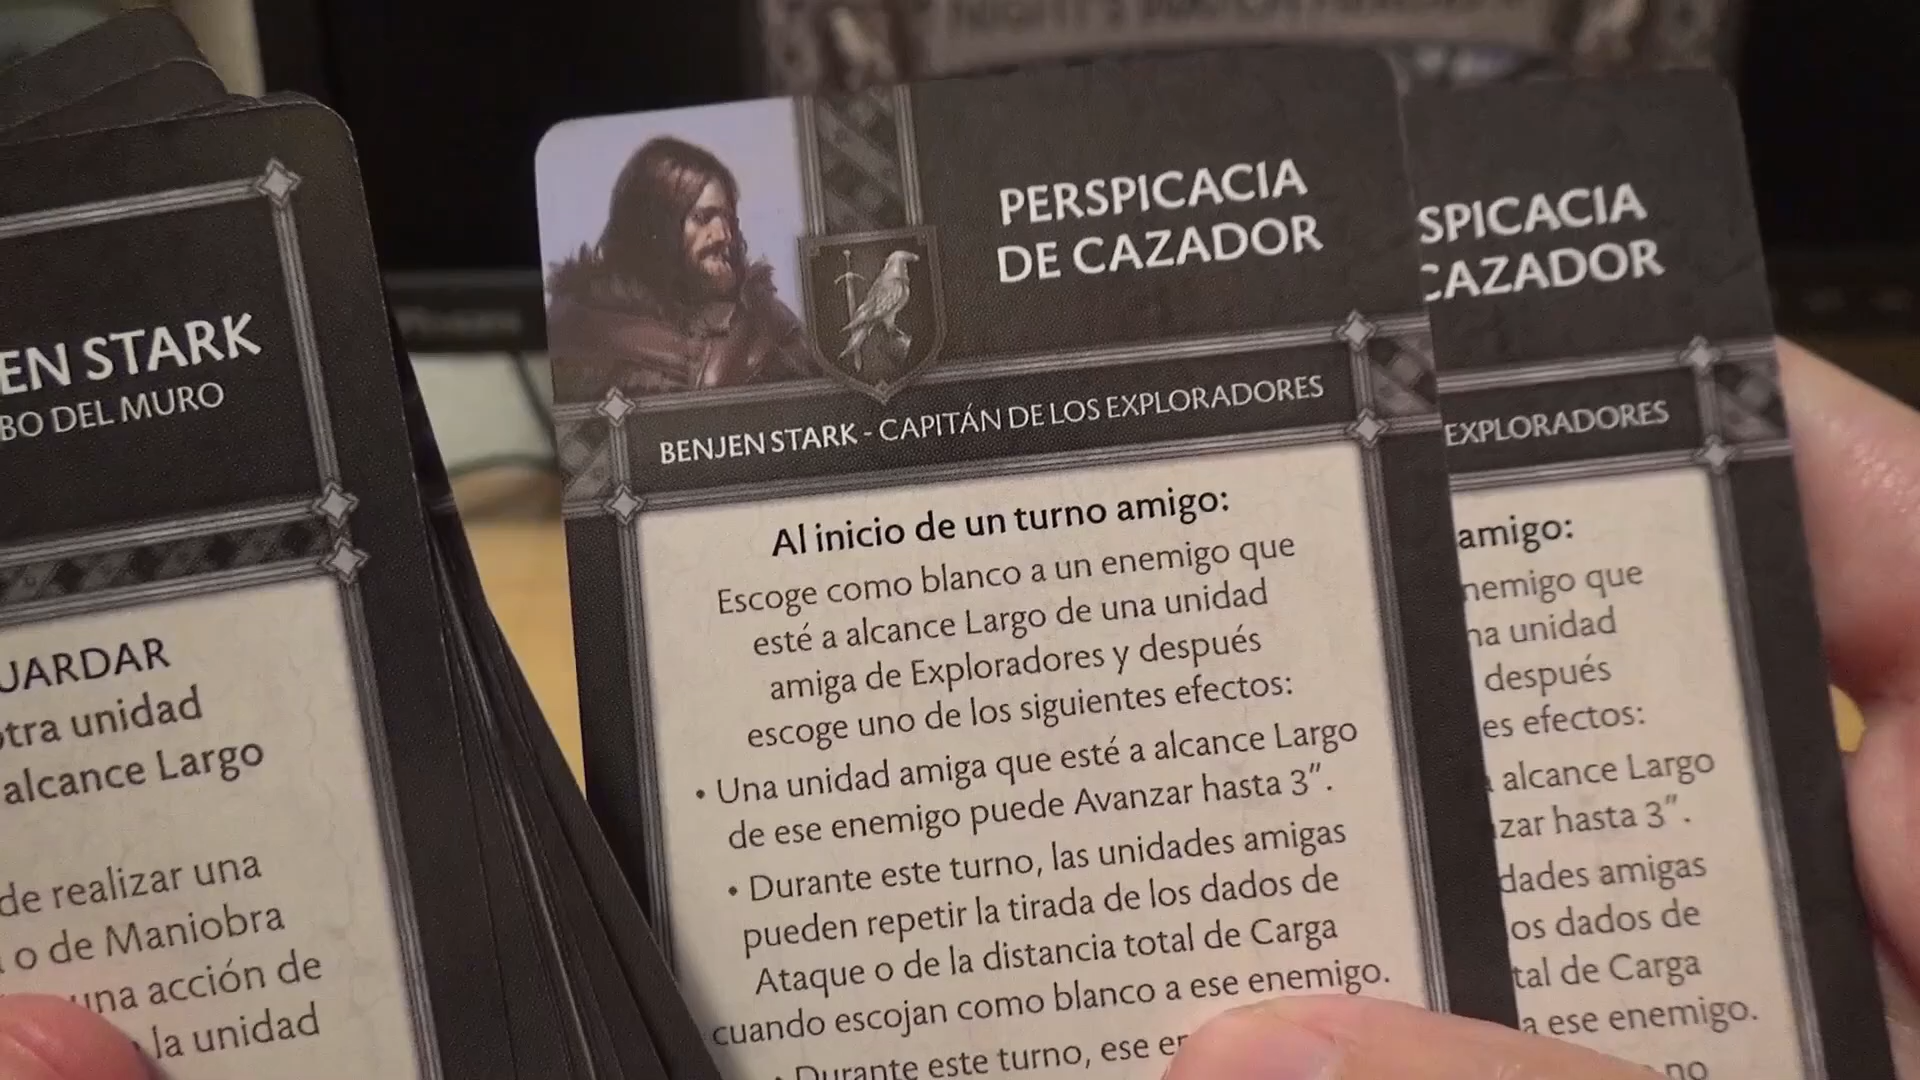 EN STARK
BO DEL MURO
UARDAR
otra unidad
alcance Largo
de realizar una
o de Maniobra
una acción de
la unidad
PERSPICACIA
DE CAZADOR
BENJEN STARK - CAPITÁN DE LOS EXPLORADORES
Al inicio de un turno amigo:
Escoge como blanco a un enemigo que
esté a alcance Largo de una unidad
amiga de Exploradores y después
escoge uno de los siguientes efectos:
• Una unidad amiga que esté a alcance Largo
de ese enemigo puede Avanzar hasta 3".
• Durante este turno, las unidades amigas
pueden repetir la tirada de los dados de
Ataque o de la distancia total de Carga
cuando escojan como blanco a ese enemigo.
• Durante este turno, ese
SPICACIA
CAZADOR
EXPLORADORES
amigo:
nemigo que
na unidad
después
es efectos:
alcance Largo
zar hasta 3".
dades amigas
os dados de
tal de Carga
a ese enemigo.
no